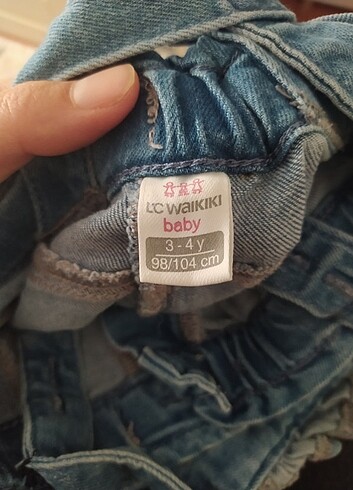 LC WAIKIKI
baby
3 - 4 y
98/104 cm